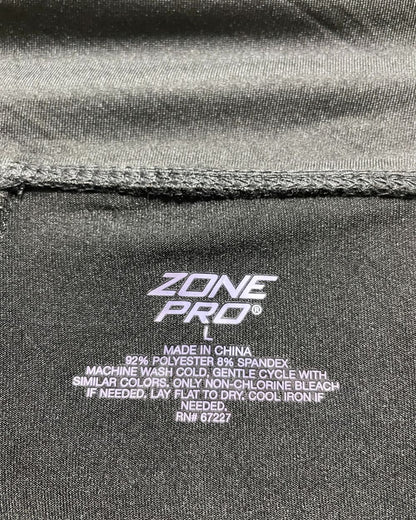 ZONE
PRO®
L
MADE IN CHINA
92% POLYESTER 8% SPANDEX
MACHINE WASH COLD. GENTLE CYCLE WITH
SIMILAR COLORS. ONLY NON-CHLORINE BLEACH
IF NEEDED. LAY FLAT TO DRY. COOL IRON IF
NEEDED.
RN# 67227